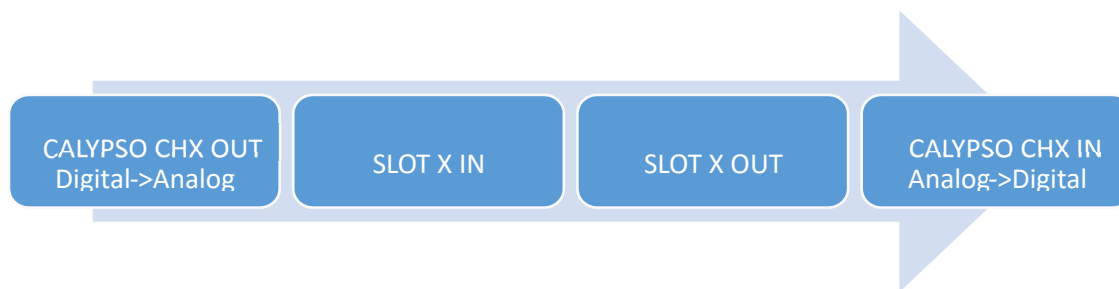 CALYPSO CHX OUT
Digital->Analog
SLOT X IN
SLOT X OUT
CALYPSO CHX IN
Analog->Digital